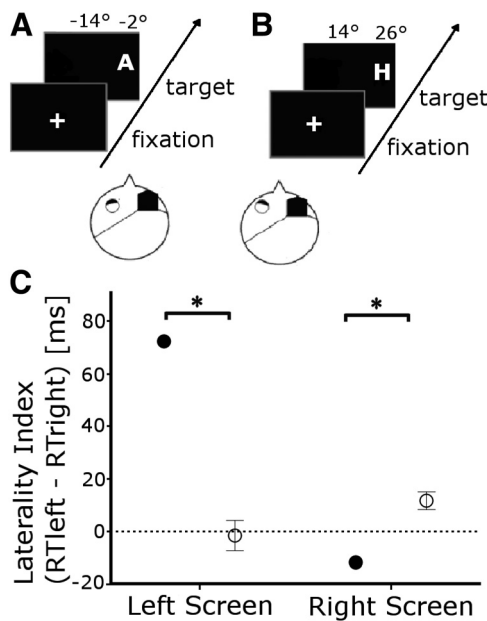 A
-14° -2°
A
+
target
fixation
B
14° 26°
H
+
target
fixation
C
Laterality Index
(RTleft - RTright) [ms]
80
60
40
20
0
-20
*
*
Left Screen
Right Screen